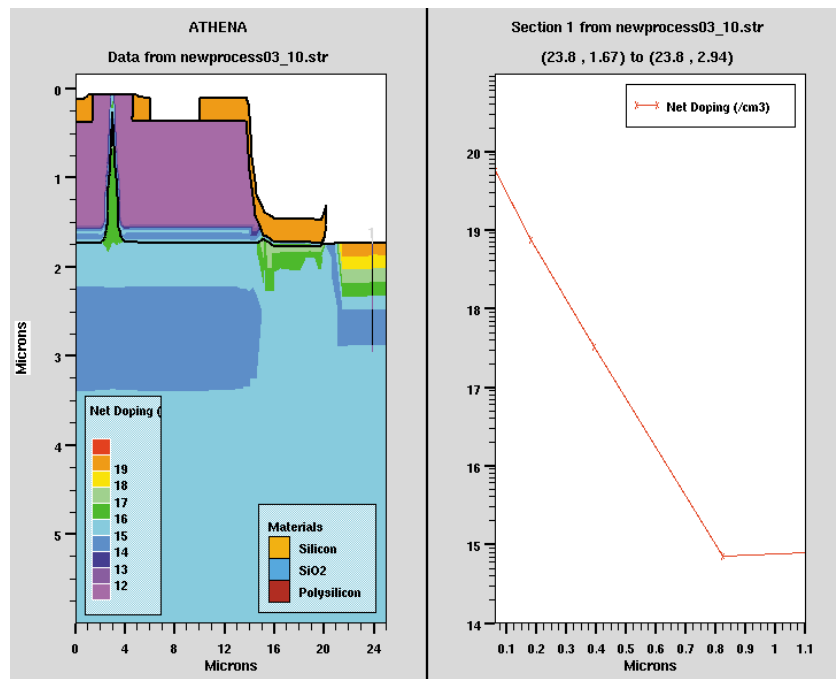 ATHENA
Data from newprocess03_10.str
0
1
2
3
4
5
Microns
Net Doping (
19
18
17
16
15
14
13
12
Materials
Silicon
SiO2
Polysilicon
0 4 8 12 16 20 24
Microns
Section 1 from newprocess03_10.str
(23.8 , 1.67) to (23.8 , 2.94)
Net Doping (/cm3)
20
19
18
17
16
15
14
0.1 0.2 0.3 0.4 0.5 0.6 0.7 0.8 0.9 1 1.1
Microns